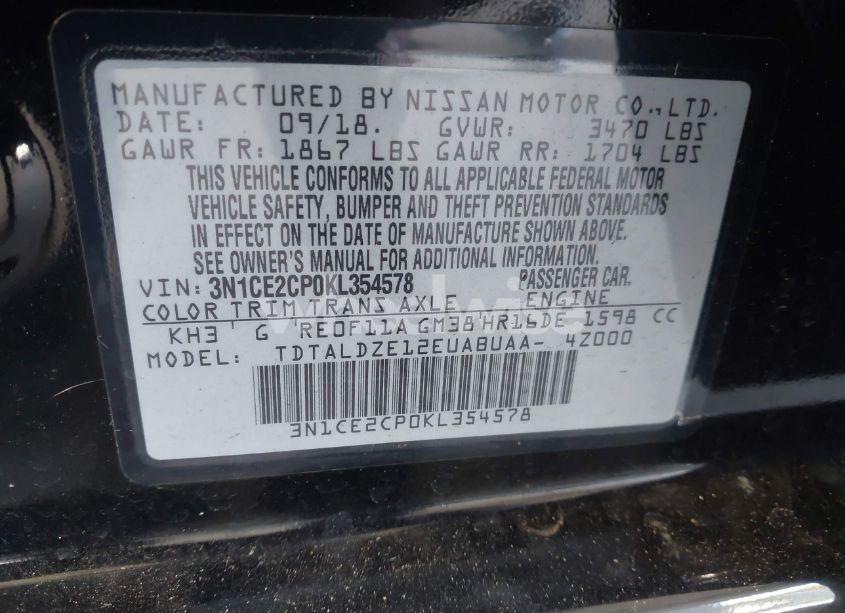 MANUFACTURED BY NISSAN MOTOR CO., LTD.
DATE: 09/18. GVWR: 3470 LBS
GAWR FR: 1867 LBS GAWR RR: 1704 LBS
THIS VEHICLE CONFORMS TO ALL APPLICABLE FEDERAL MOTOR
VEHICLE SAFETY, BUMPER AND THEFT PREVENTION STANDARDS
IN EFFECT ON THE DATE OF MANUFACTURE SHOWN ABOVE.
SEE OWNER'S MANUAL FOR ADDITIONAL INFORMATION.
VIN: 3N1CE2CP0KL354578 PASSENGER CAR.
COLOR TRIM TRANS AXLE ENGINE
KH3 G RE0F11A GM38 HR16DE 1598 CC
MODEL: TDTALDZE12EUABUAA- 4Z000
3N1CE2CP0KL354578